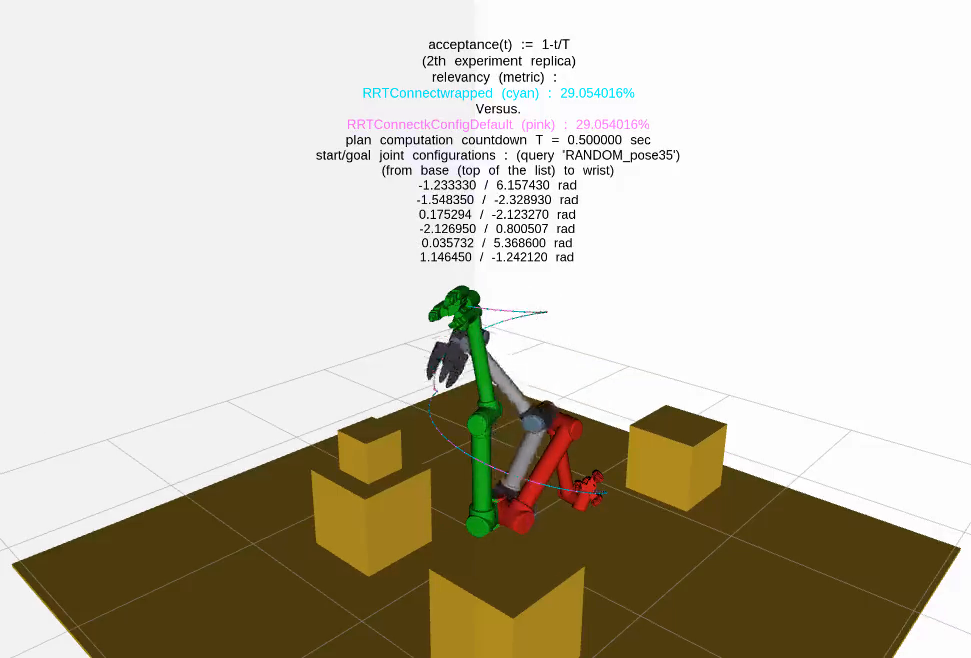 acceptance(t) := 1-t/T
(2th experiment replica)
relevancy (metric) :
RRTConnectwrapped (cyan) : 29.054016%
Versus.
RRTConnectkConfigDefault (pink) : 29.054016%
plan computation countdown T = 0.500000 sec
start/goal joint configurations : (query 'RANDOM_pose35')
(from base (top of the list) to wrist)
-1.233330 / 6.157430 rad
-1.548350 / -2.328930 rad
0.175294 / -2.123270 rad
-2.126950 / 0.800507 rad
0.035732 / 5.368600 rad
1.146450 / -1.242120 rad